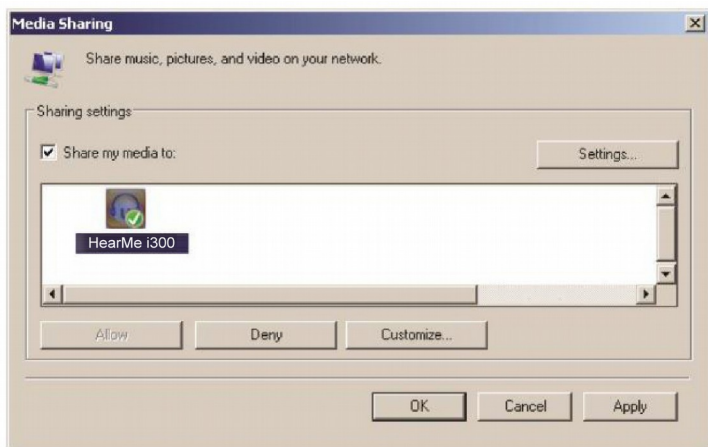 Media Sharing
Share music, pictures, and video on your network.
Sharing settings
Share my media to:
Settings...
HearMe i300
Allow
Deny
Customize...
OK
Cancel
Apply